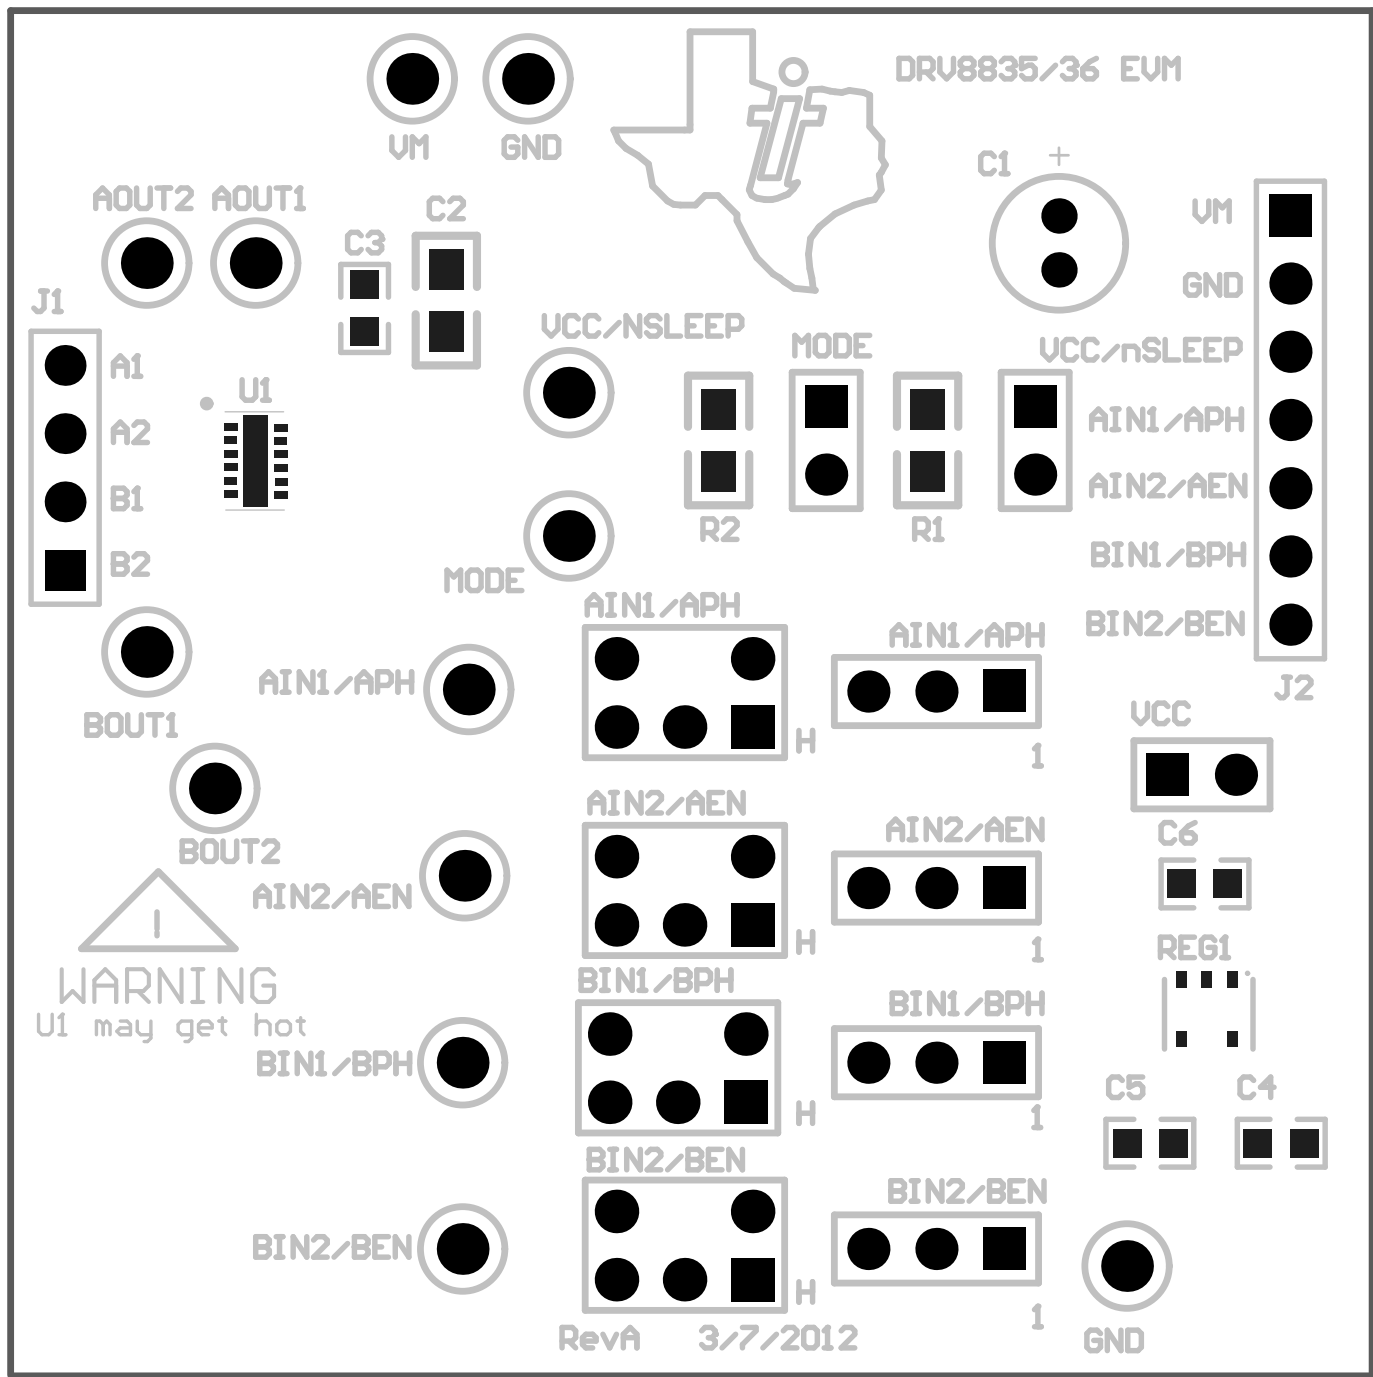 DRV8835/36 EVM
VM
GND
C1
+
AOUT2
AOUT1
C2
VM
C3
GND
J1
VCC/NSLEEP
MODE
VCC/nSLEEP
A1
U1
AIN1/APH
A2
AIN2/AEN
B1
R2
R1
B2
BIN1/BPH
MODE
AIN1/APH
BIN2/BEN
AIN1/APH
AIN1/APH
J2
BOUT1
VCC
H
1
AIN2/AEN
AIN2/AEN
C6
BOUT2
AIN2/AEN
H
1
REG1
WARNING
BIN1/BPH
BIN1/BPH
U1 may get hot
BIN1/BPH
C5
C4
H
1
BIN2/BEN
BIN2/BEN
BIN2/BEN
H
1
RevA 3/7/2012
GND